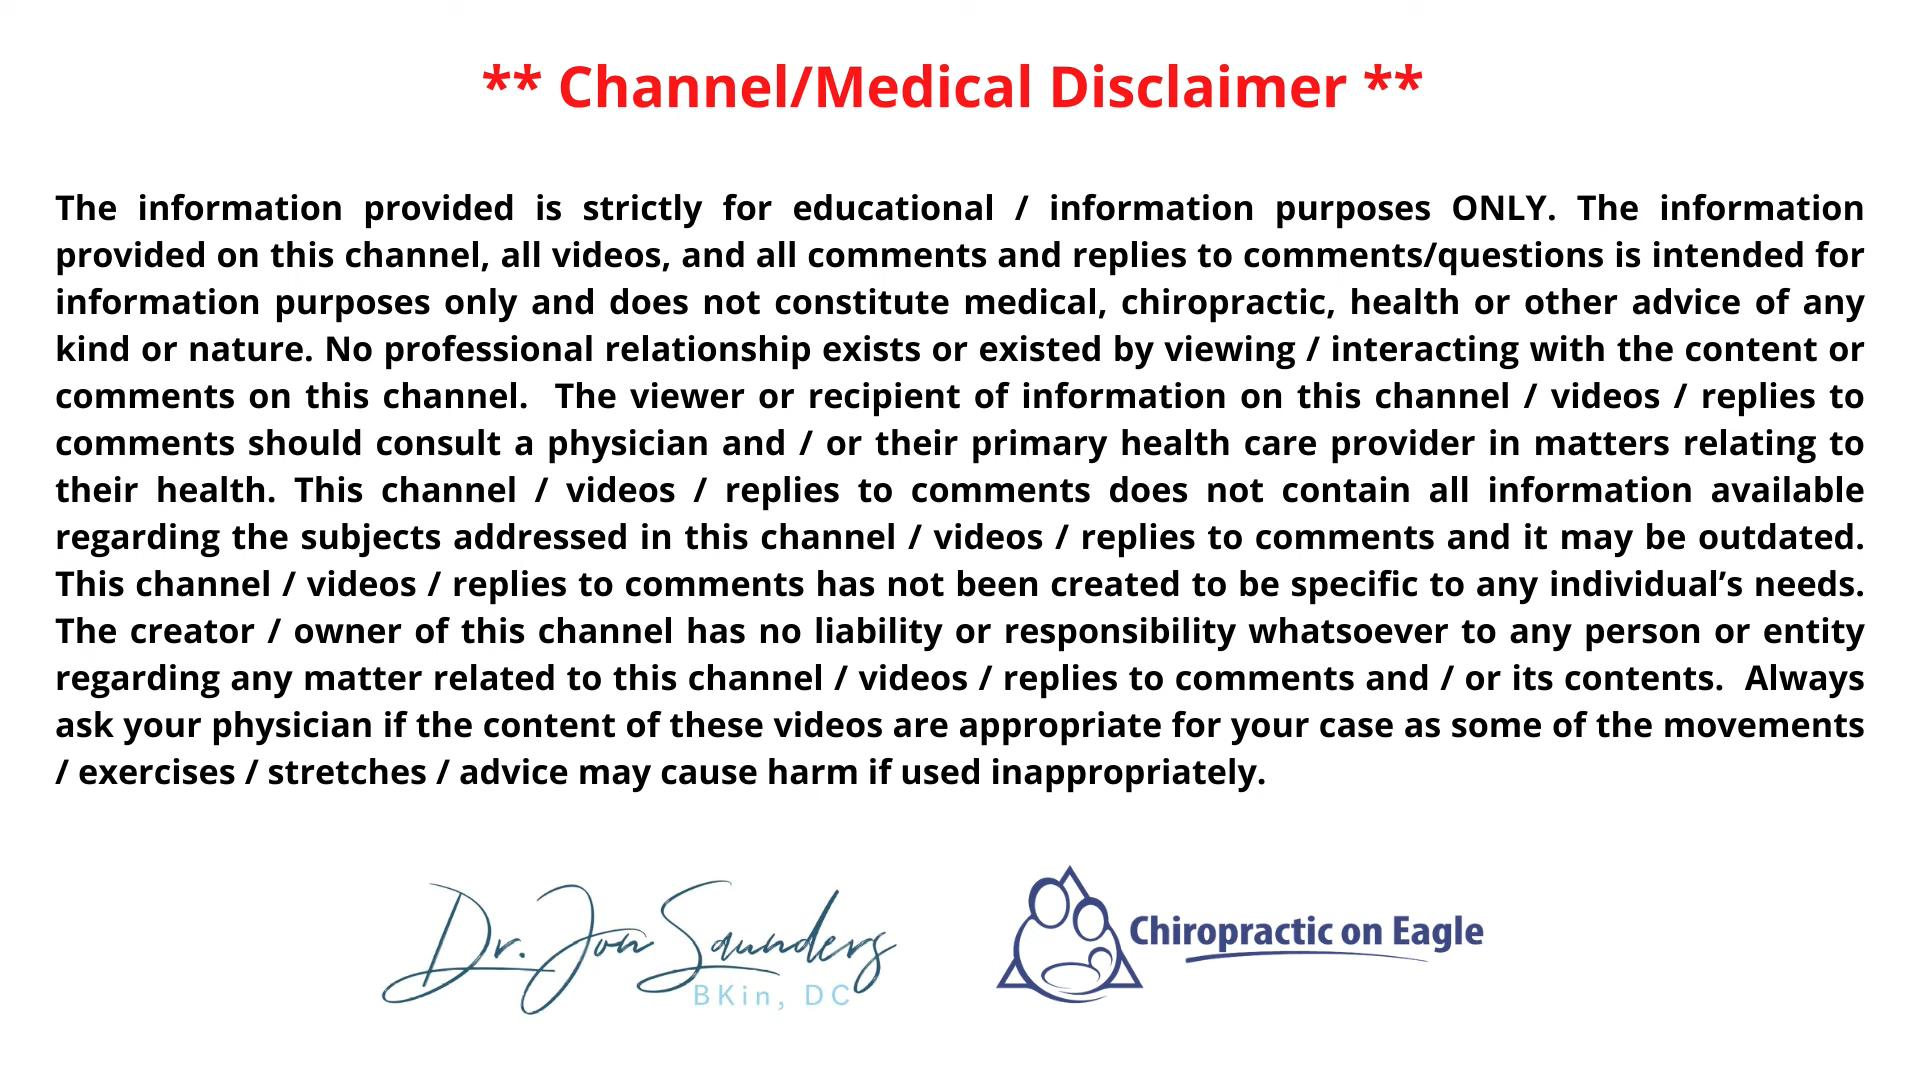 ** Channel/Medical Disclaimer **
The information provided is strictly for educational / information purposes ONLY. The information
provided on this channel, all videos, and all comments and replies to comments/questions is intended for
information purposes only and does not constitute medical, chiropractic, health or other advice of any
kind or nature. No professional relationship exists or existed by viewing / interacting with the content or
comments on this channel.  The viewer or recipient of information on this channel / videos / replies to
comments should consult a physician and / or their primary health care provider in matters relating to
their health. This channel / videos / replies to comments does not contain all information available
regarding the subjects addressed in this channel / videos / replies to comments and it may be outdated.
This channel / videos / replies to comments has not been created to be specific to any individual’s needs.
The creator / owner of this channel has no liability or responsibility whatsoever to any person or entity
regarding any matter related to this channel / videos / replies to comments and / or its contents.  Always
ask your physician if the content of these videos are appropriate for your case as some of the movements
/ exercises / stretches / advice may cause harm if used inappropriately.
Dr. Jon Saunders
BKin, DC
Chiropractic on Eagle